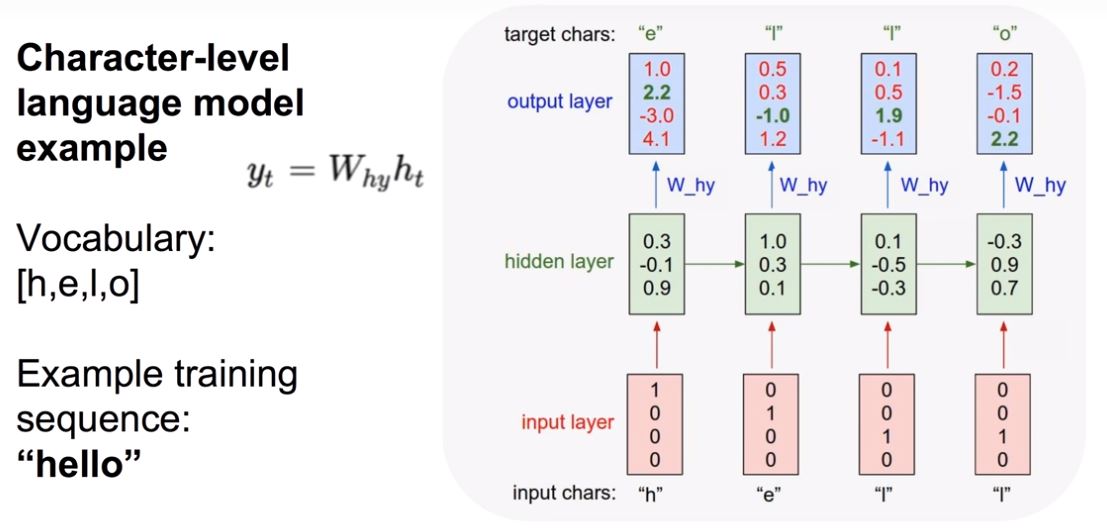 Character-level
language model
example
yₜ = Wₕᵧhₜ
Vocabulary:
[h,e,l,o]
Example training
sequence:
“hello”
target chars: “e” “l” “l” “o”
1.0 0.5 0.1 0.2
2.2 0.3 0.5 -1.5
output layer
-3.0 -1.0 1.9 -0.1
4.1 1.2 -1.1 2.2
W_hy W_hy W_hy W_hy
0.3 1.0 0.1 -0.3
hidden layer -0.1 0.3 -0.5 0.9
0.9 0.1 -0.3 0.7
1 0 0 0
0 1 0 0
input layer
0 0 1 1
0 0 0 0
input chars: “h” “e” “l” “l”